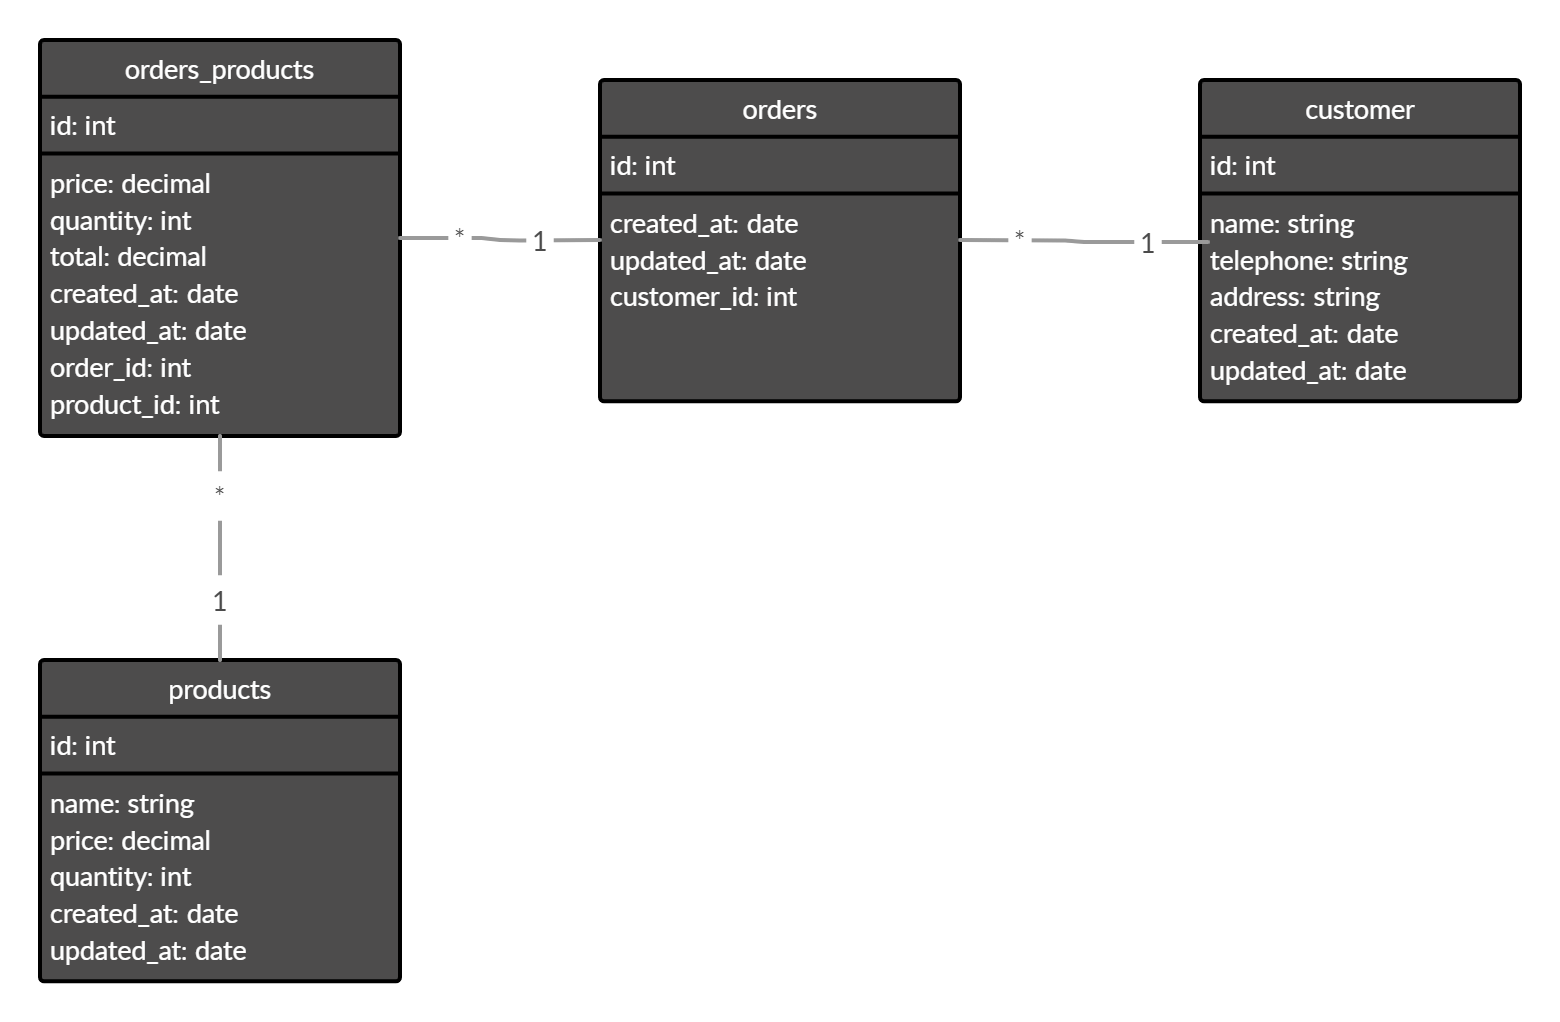 orders_products
id: int
price: decimal
quantity: int
total: decimal
created_at: date
updated_at: date
order_id: int
product_id: int
* 1
orders
id: int
created_at: date
updated_at: date
customer_id: int
* 1
customer
id: int
name: string
telephone: string
address: string
created_at: date
updated_at: date
*
1
products
id: int
name: string
price: decimal
quantity: int
created_at: date
updated_at: date